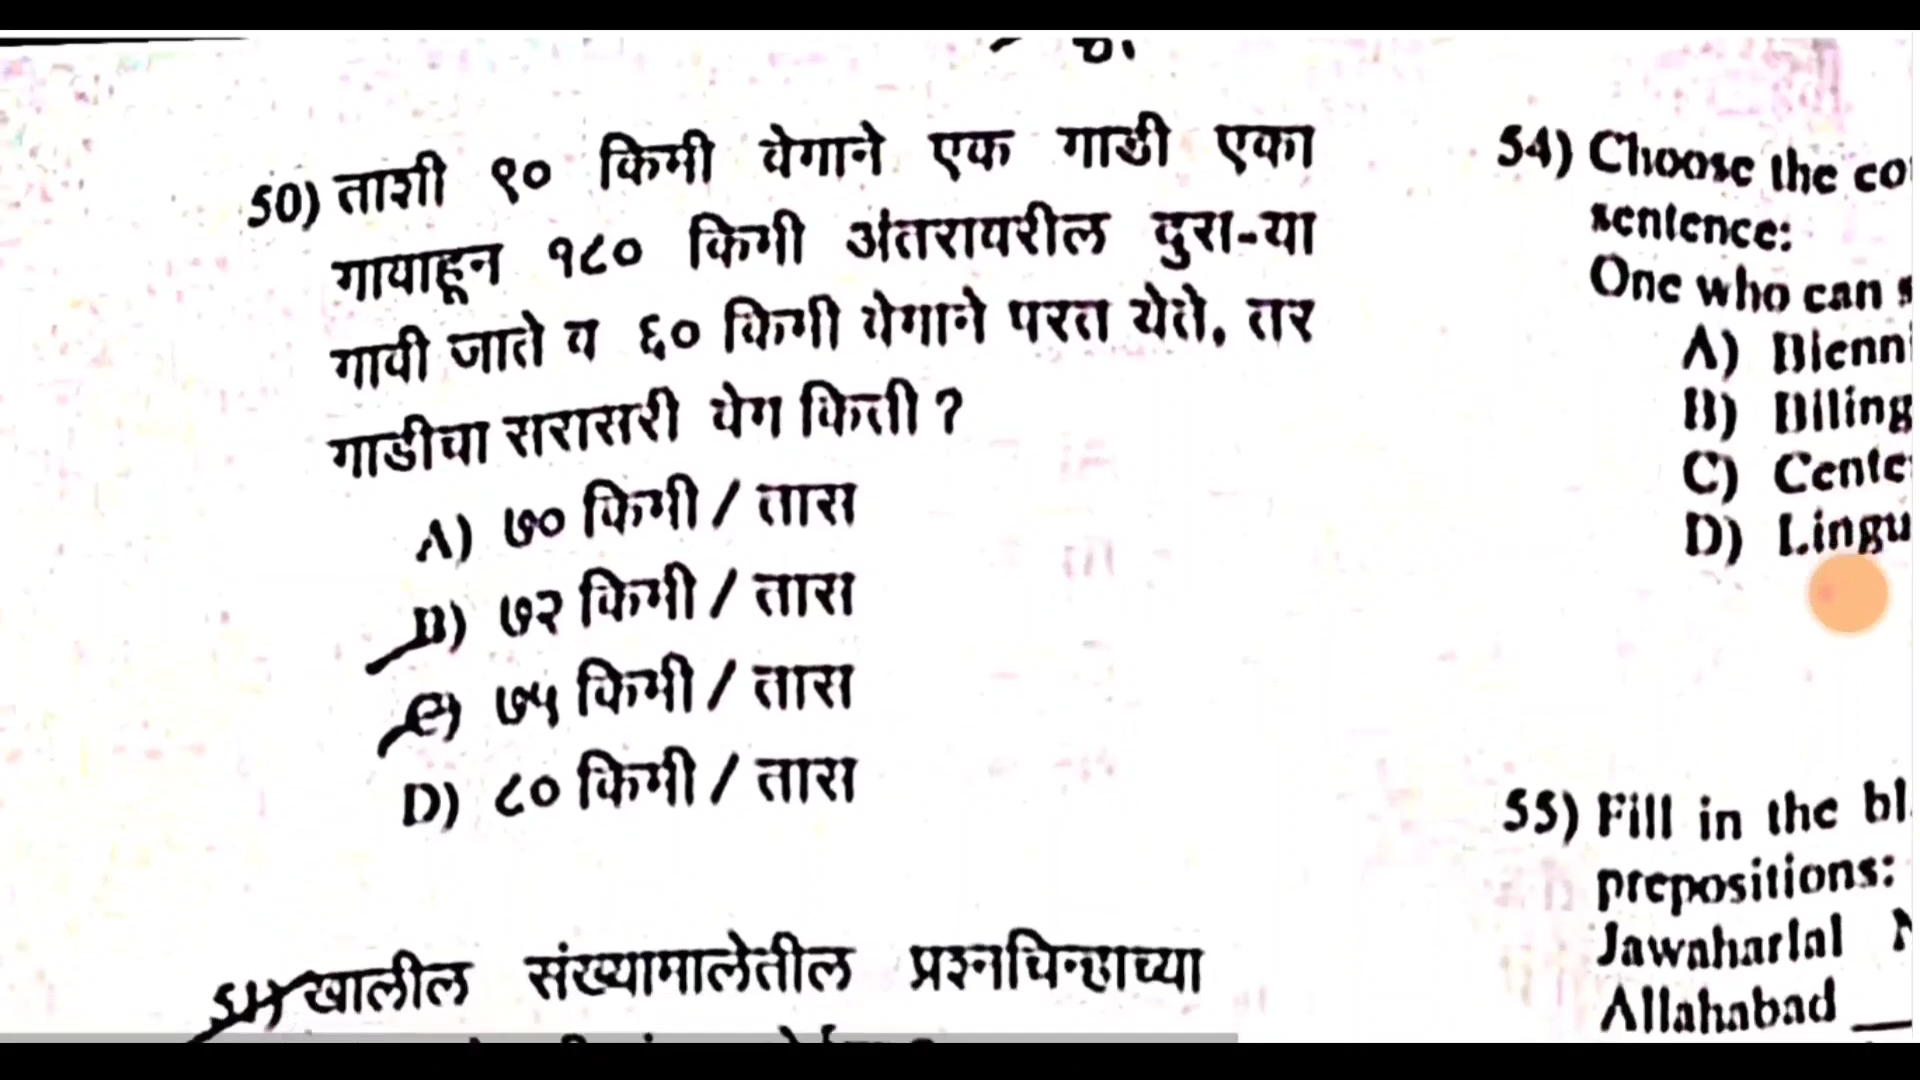 50) ताशी ९० किमी वेगाने एक गाडी एका
गावाहून १८० किमी अंतरावरील दुसऱ-या
गावी जाते व ६० किमी वेगाने परत येते, तर
गाडीचा सरासरी वेग किती ?
A) ७० किमी / तास
B) ७२ किमी / तास
C) ७५ किमी / तास
D) ८० किमी / तास
51) खालील संख्यामालेतील प्रश्नचिन्हाच्या
54) Choose the co
sentence:
One who can s
A) Bienni
B) Biling
C) Cente
D) Lingu
55) Fill in the bl
prepositions:
Jawaharlal N
Allahabad __